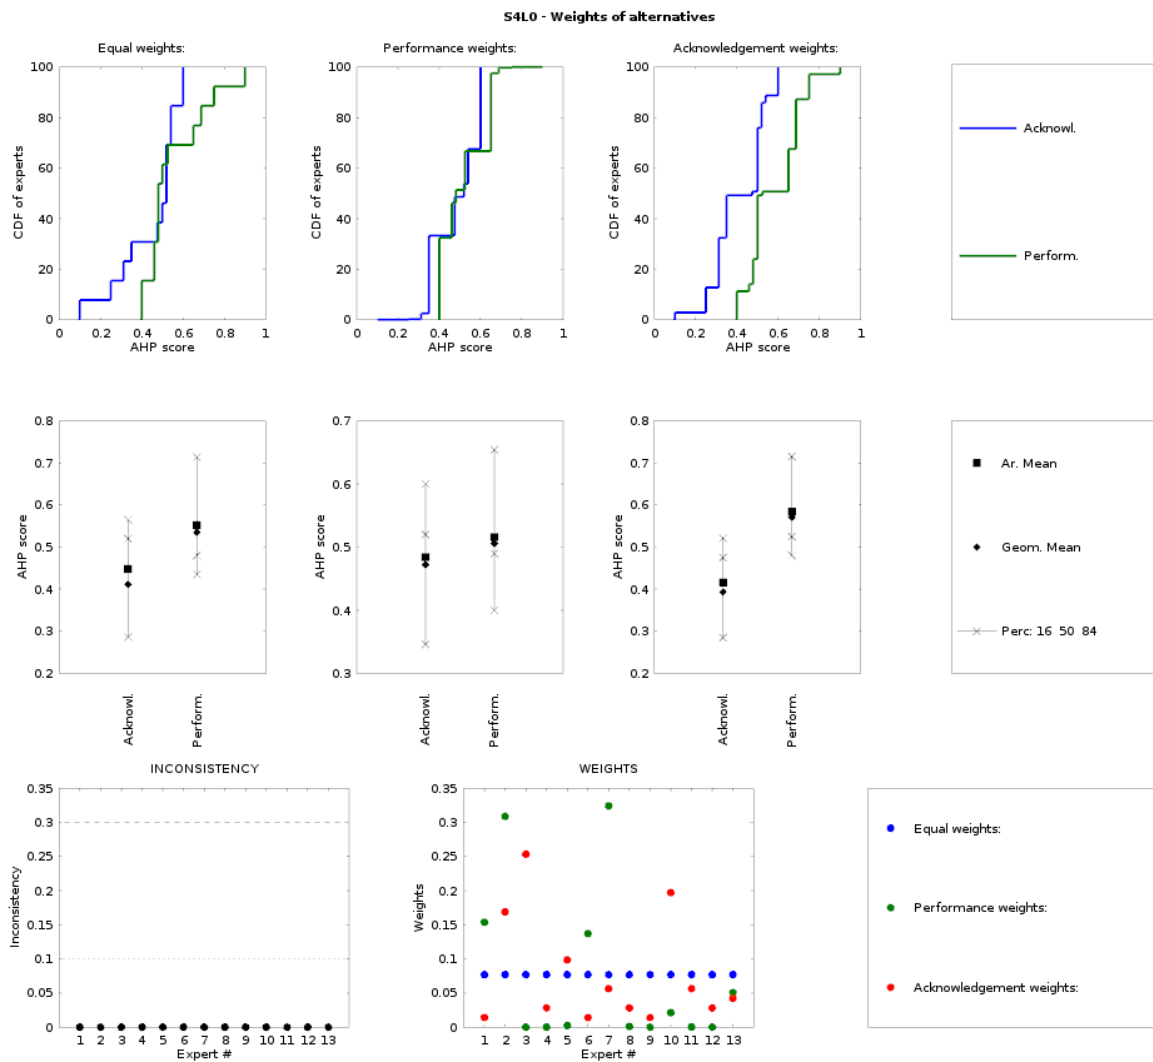 S4L0 - Weights of alternatives
Equal weights:
Performance weights:
Acknowledgement weights:
CDF of experts
100
80
60
40
20
0
0 0.2 0.4 0.6 0.8 1
AHP score
CDF of experts
100
80
60
40
20
0
0 0.2 0.4 0.6 0.8 1
AHP score
CDF of experts
100
80
60
40
20
0
0 0.2 0.4 0.6 0.8 1
AHP score
Acknowl.
Perform.
AHP score
0.8
0.7
0.6
0.5
0.4
0.3
0.2
Acknowl.
Perform.
AHP score
0.7
0.6
0.5
0.4
0.3
Acknowl.
Perform.
AHP score
0.8
0.7
0.6
0.5
0.4
0.3
0.2
Acknowl.
Perform.
Ar. Mean
Geom. Mean
Perc: 16 50 84
INCONSISTENCY
Inconsistency
0.35
0.3
0.25
0.2
0.15
0.1
0.05
0
1 2 3 4 5 6 7 8 9 10 11 12 13
Expert #
WEIGHTS
Weights
0.35
0.3
0.25
0.2
0.15
0.1
0.05
0
1 2 3 4 5 6 7 8 9 10 11 12 13
Expert #
Equal weights:
Performance weights:
Acknowledgement weights: